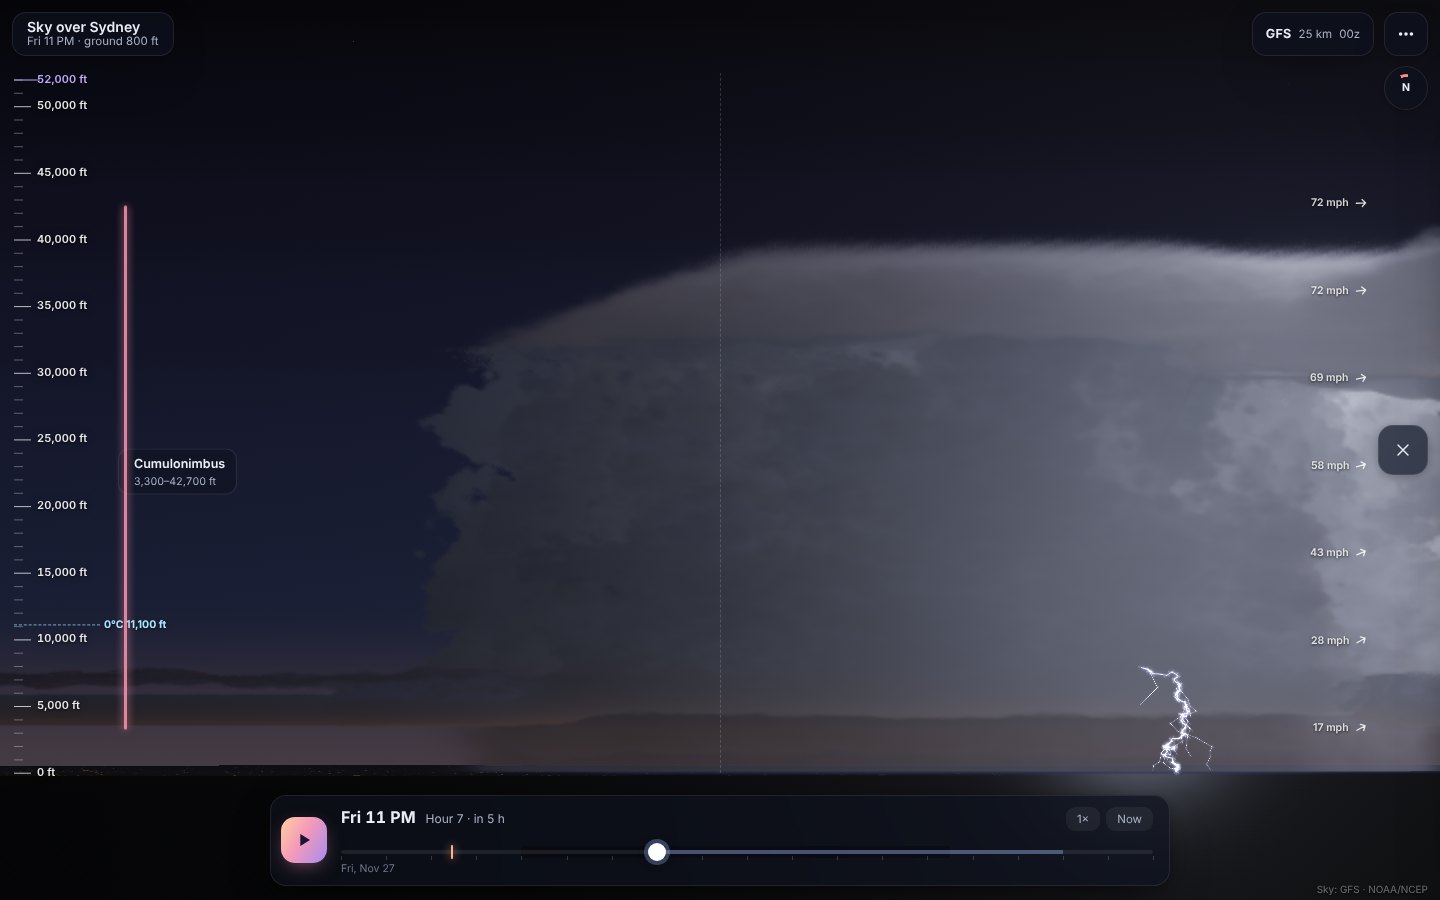 Sky over Sydney
Fri 11 PM · ground 800 ft
GFS 25 km 00z
N
52,000 ft
50,000 ft
45,000 ft
40,000 ft
35,000 ft
30,000 ft
25,000 ft
20,000 ft
15,000 ft
10,000 ft
5,000 ft
0 ft
Cumulonimbus
3,300–42,700 ft
0°C 11,100 ft
72 mph →
72 mph →
69 mph
58 mph
43 mph
28 mph
17 mph
Fri 11 PM Hour 7 · in 5 h
1× Now
Fri, Nov 27
Sky: GFS · NOAA/NCEP